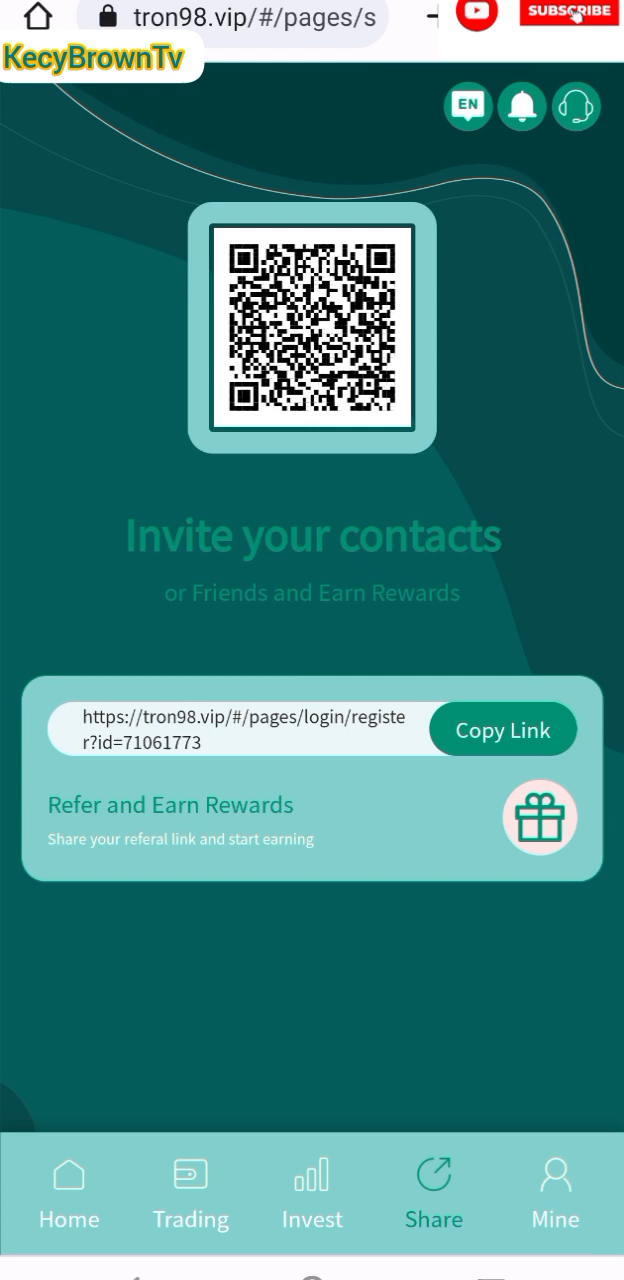 tron98.vip/#/pages/s
SUBSCRIBE
KecyBrownTv
EN
Invite your contacts
or Friends and Earn Rewards
https://tron98.vip/#/pages/login/registe
r?id=71061773
Copy Link
Refer and Earn Rewards
Share your referal link and start earning
Home
Trading
Invest
Share
Mine